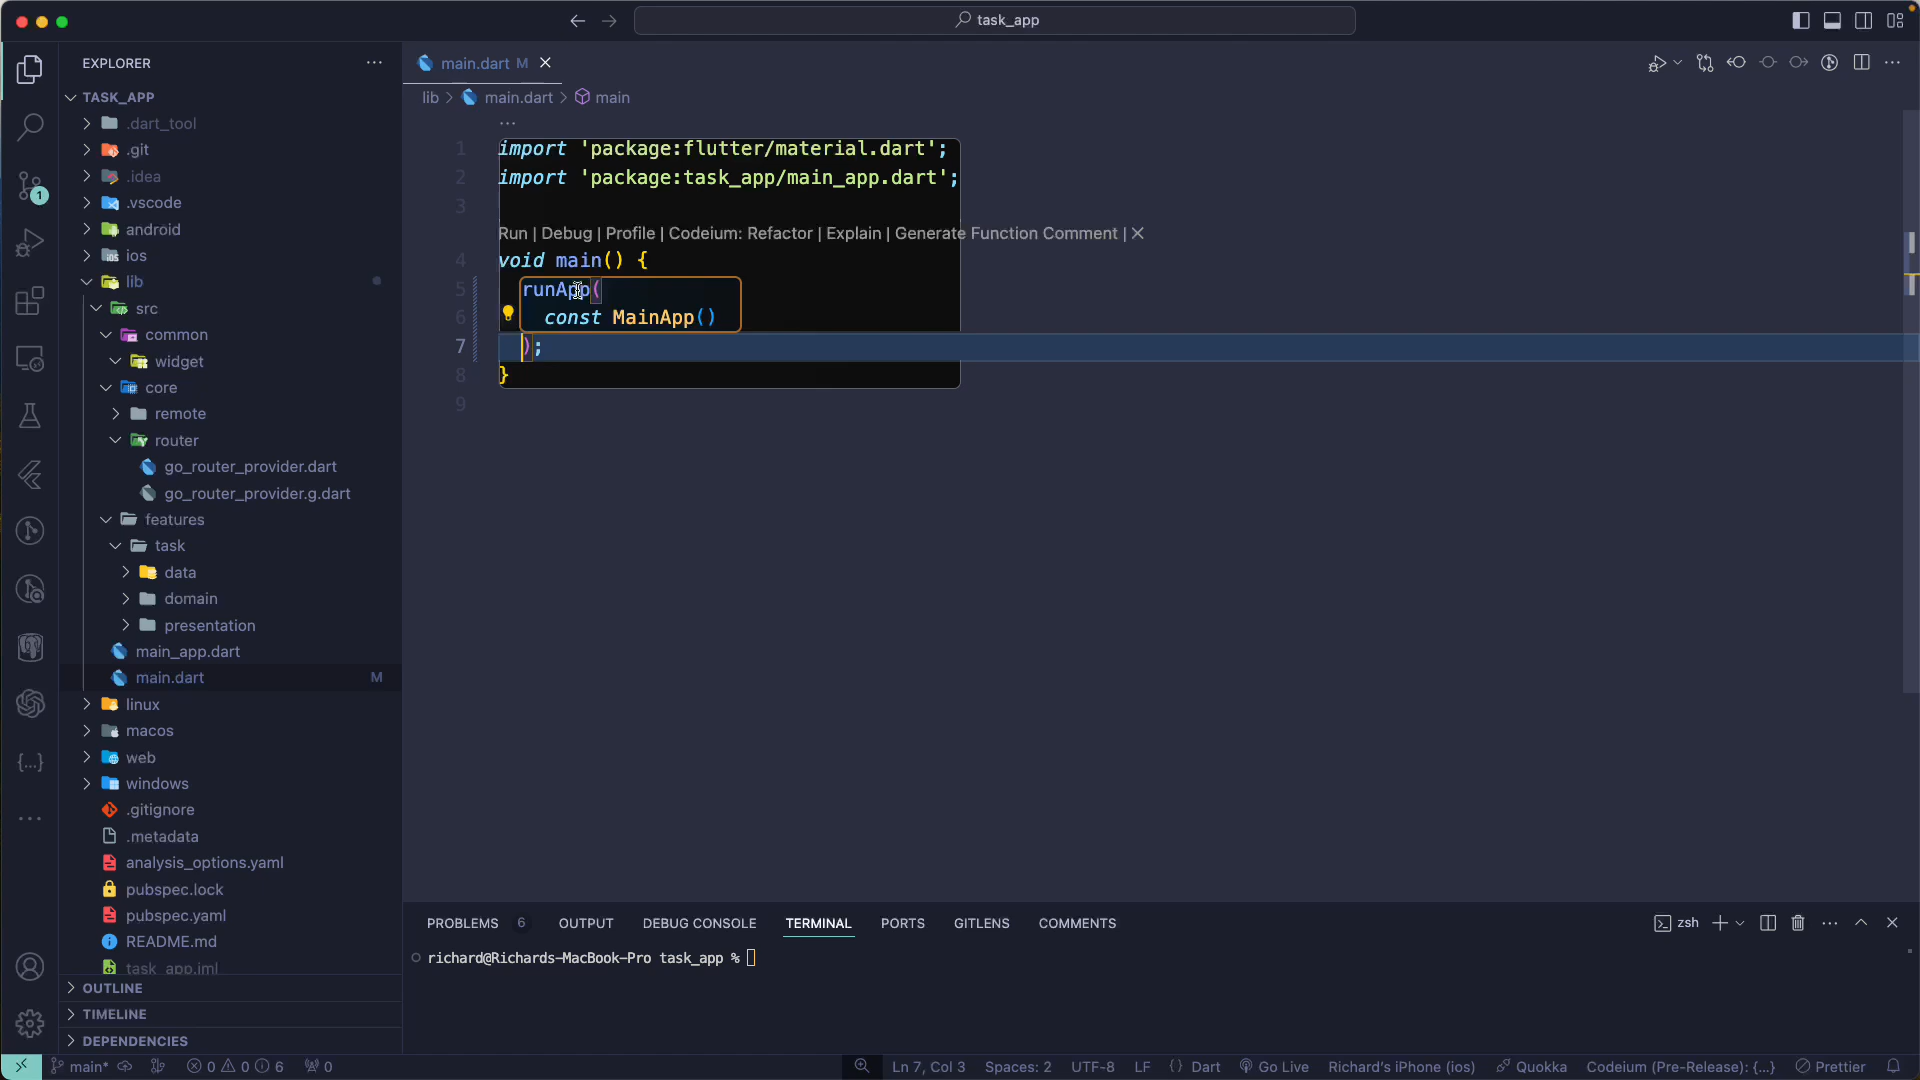 task_app
EXPLORER
TASK_APP
.dart_tool
.git
.idea
.vscode
android
ios
lib
src
common
widget
core
remote
router
go_router_provider.dart
go_router_provider.g.dart
features
task
data
domain
presentation
main_app.dart
main.dart M
linux
macos
web
windows
.gitignore
.metadata
analysis_options.yaml
pubspec.lock
pubspec.yaml
README.md
task_app.iml
OUTLINE
TIMELINE
DEPENDENCIES
main.dart M
lib > main.dart > main
1 import 'package:flutter/material.dart';
2 import 'package:task_app/main_app.dart';
3
Run | Debug | Profile | Codeium: Refactor | Explain | Generate Function Comment | ×
4 void main() {
5 runApp(
6 const MainApp()
7 );
8 }
9
PROBLEMS 6 OUTPUT DEBUG CONSOLE TERMINAL PORTS GITLENS COMMENTS
zsh
richard@Richards-MacBook-Pro task_app %
1
main* 0 0 6 0 Ln 7, Col 3 Spaces: 2 UTF-8 LF {} Dart Go Live Richard's iPhone (ios) Quokka Codeium (Pre-Release): {...} Prettier